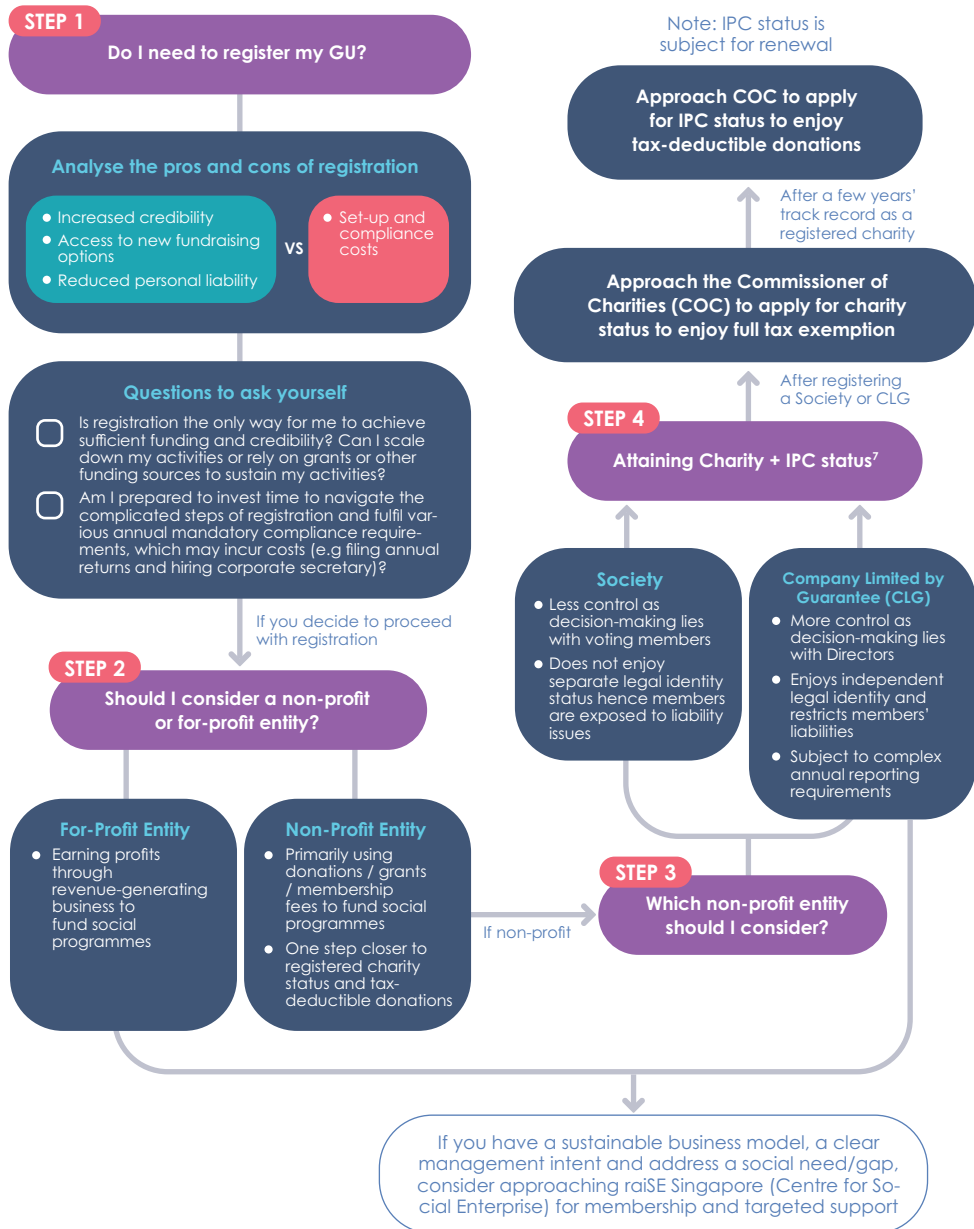 STEP 1
Do I need to register my GU?
Analyse the pros and cons of registration
● Increased credibility
● Access to new fundraising
options
● Reduced personal liability
VS
● Set-up and
compliance
costs
Questions to ask yourself
Is registration the only way for me to achieve
sufficient funding and credibility? Can I scale
down my activities or rely on grants or other
funding sources to sustain my activities?
Am I prepared to invest time to navigate the
complicated steps of registration and fulfil var-
ious annual mandatory compliance require-
ments, which may incur costs (e.g filing annual
returns and hiring corporate secretary)?
If you decide to proceed
with registration
STEP 2
Should I consider a non-profit
or for-profit entity?
For-Profit Entity
● Earning profits
through
revenue-generating
business to
fund social
programmes
Non-Profit Entity
● Primarily using
donations / grants
/ membership
fees to fund social
programmes
● One step closer to
registered charity
status and tax-
deductible donations
If non-profit
STEP 3
Which non-profit entity
should I consider?
Society
● Less control as
decision-making lies
with voting members
● Does not enjoy
separate legal identity
status hence members
are exposed to liability
issues
Company Limited by
Guarantee (CLG)
● More control as
decision-making lies
with Directors
● Enjoys independent
legal identity and
restricts members'
liabilities
● Subject to complex
annual reporting
requirements
STEP 4
Attaining Charity + IPC status⁷
After registering
a Society or CLG
Approach the Commissioner of
Charities (COC) to apply for charity
status to enjoy full tax exemption
After a few years'
track record as a
registered charity
Approach COC to apply
for IPC status to enjoy
tax-deductible donations
Note: IPC status is
subject for renewal
If you have a sustainable business model, a clear
management intent and address a social need/gap,
consider approaching raiSE Singapore (Centre for So-
cial Enterprise) for membership and targeted support